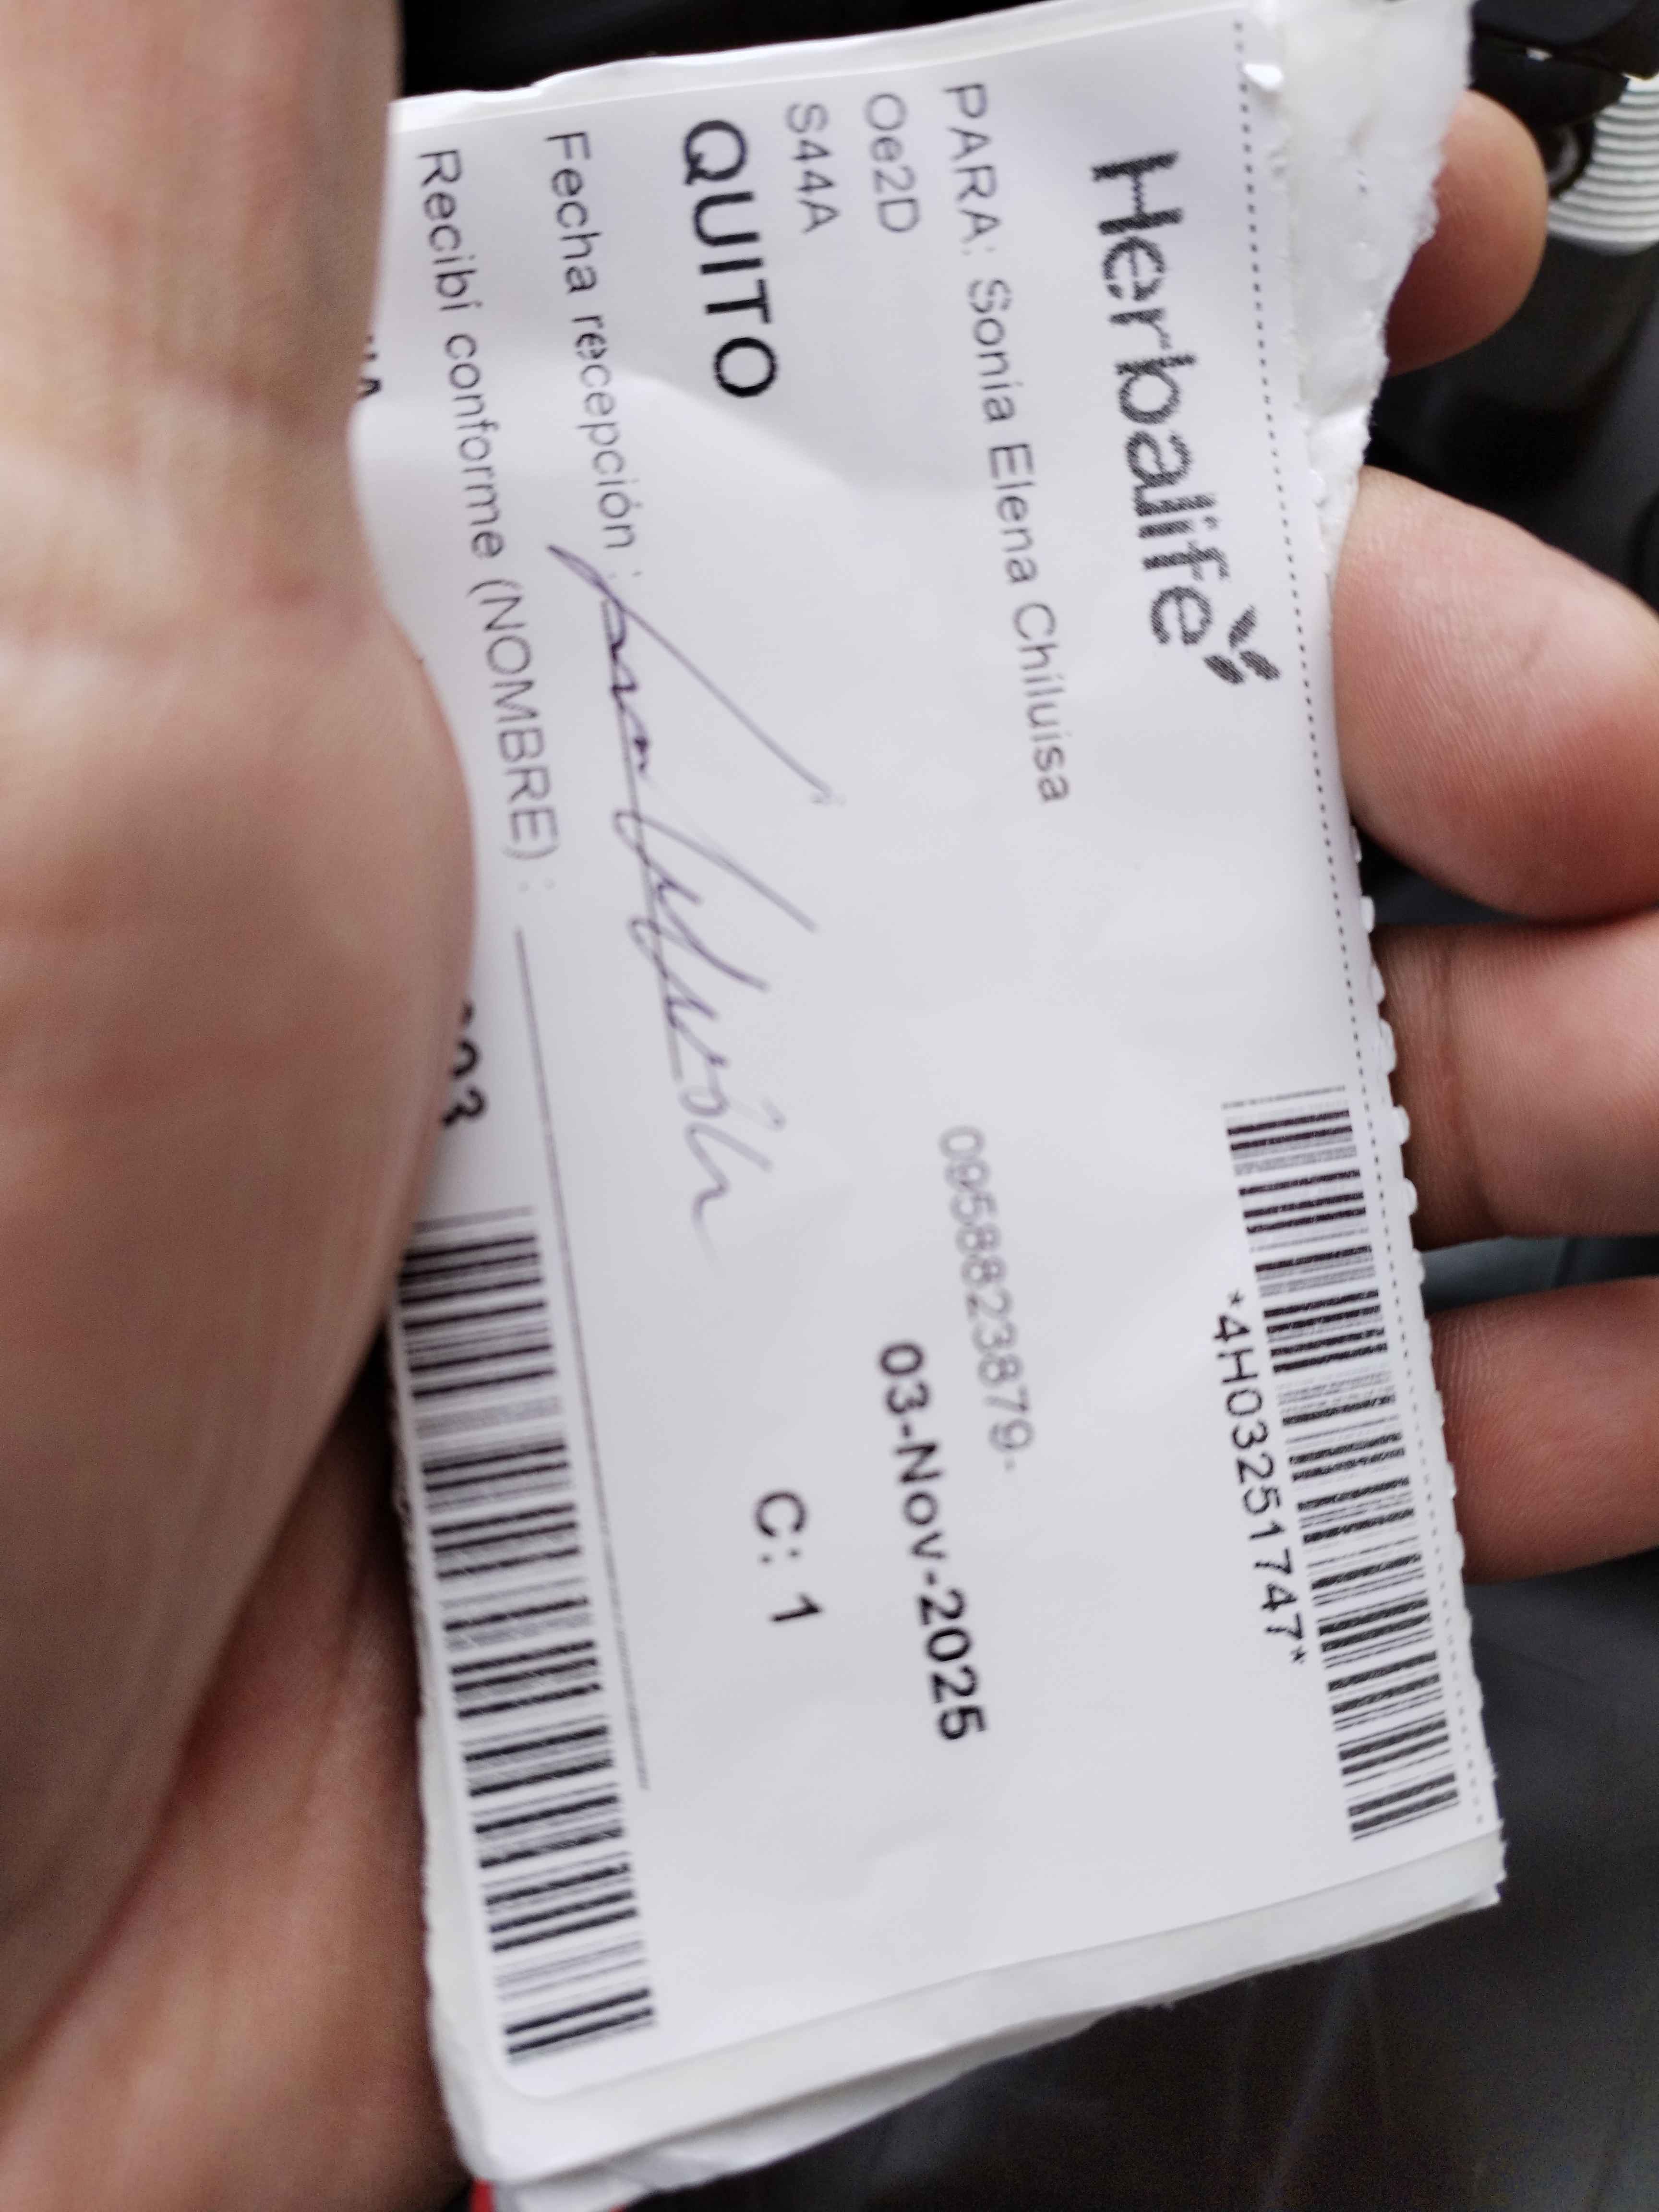 Herbalife
*4H03251747*
PARA: Sonia Elena Chiluisa
0958823879-
Oe2D
03-Nov-2025
S44A
C: 1
QUITO
Fecha recepción :
Recibí conforme (NOMBRE) :